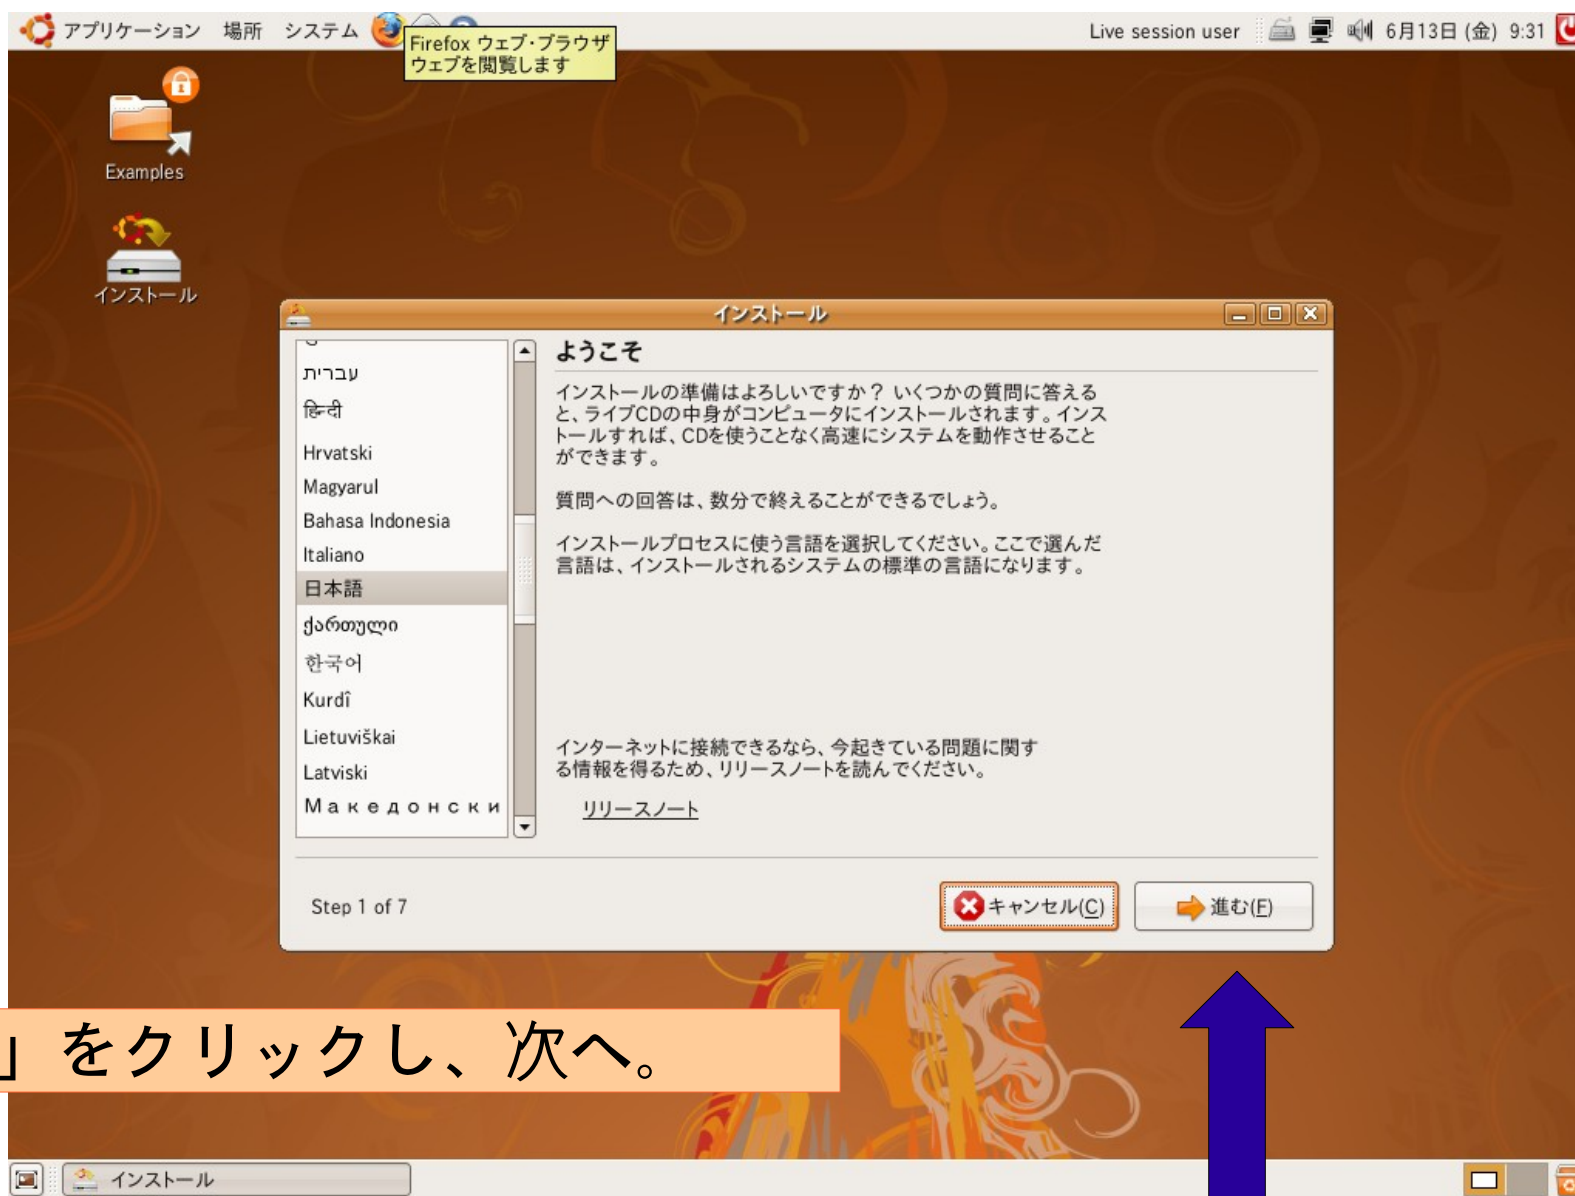 アプリケーション 場所 システム
Live session user 6月13日 (金) 9:31
Firefox ウェブ・ブラウザ
ウェブを閲覧します
Examples
インストール
インストール
עברית
हिन्दी
Hrvatski
Magyarul
Bahasa Indonesia
Italiano
日本語
ქართული
한국어
Kurdî
Lietuviškai
Latviski
Македонски
ようこそ
インストールの準備はよろしいですか？ いくつかの質問に答える
と、ライブCDの中身がコンピュータにインストールされます。インス
トールすれば、CDを使うことなく高速にシステムを動作させること
ができます。
質問への回答は、数分で終えることができるでしょう。
インストールプロセスに使う言語を選択してください。ここで選んだ
言語は、インストールされるシステムの標準の言語になります。
インターネットに接続できるなら、今起きている問題に関す
る情報を得るため、リリースノートを読んでください。
リリースノート
Step 1 of 7
キャンセル(C)
進む(F)
」をクリックし、次へ。
インストール